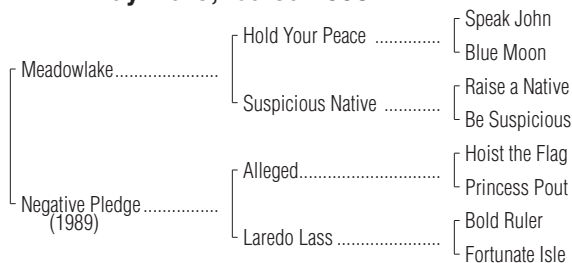 Speak John
Hold Your Peace .............
Blue Moon
Meadowlake.....................
Raise a Native
Suspicious Native ...........
Be Suspicious
Hoist the Flag
Alleged............................
Princess Pout
Negative Pledge...............
(1989)
Bold Ruler
Laredo Lass .....................
Fortunate Isle